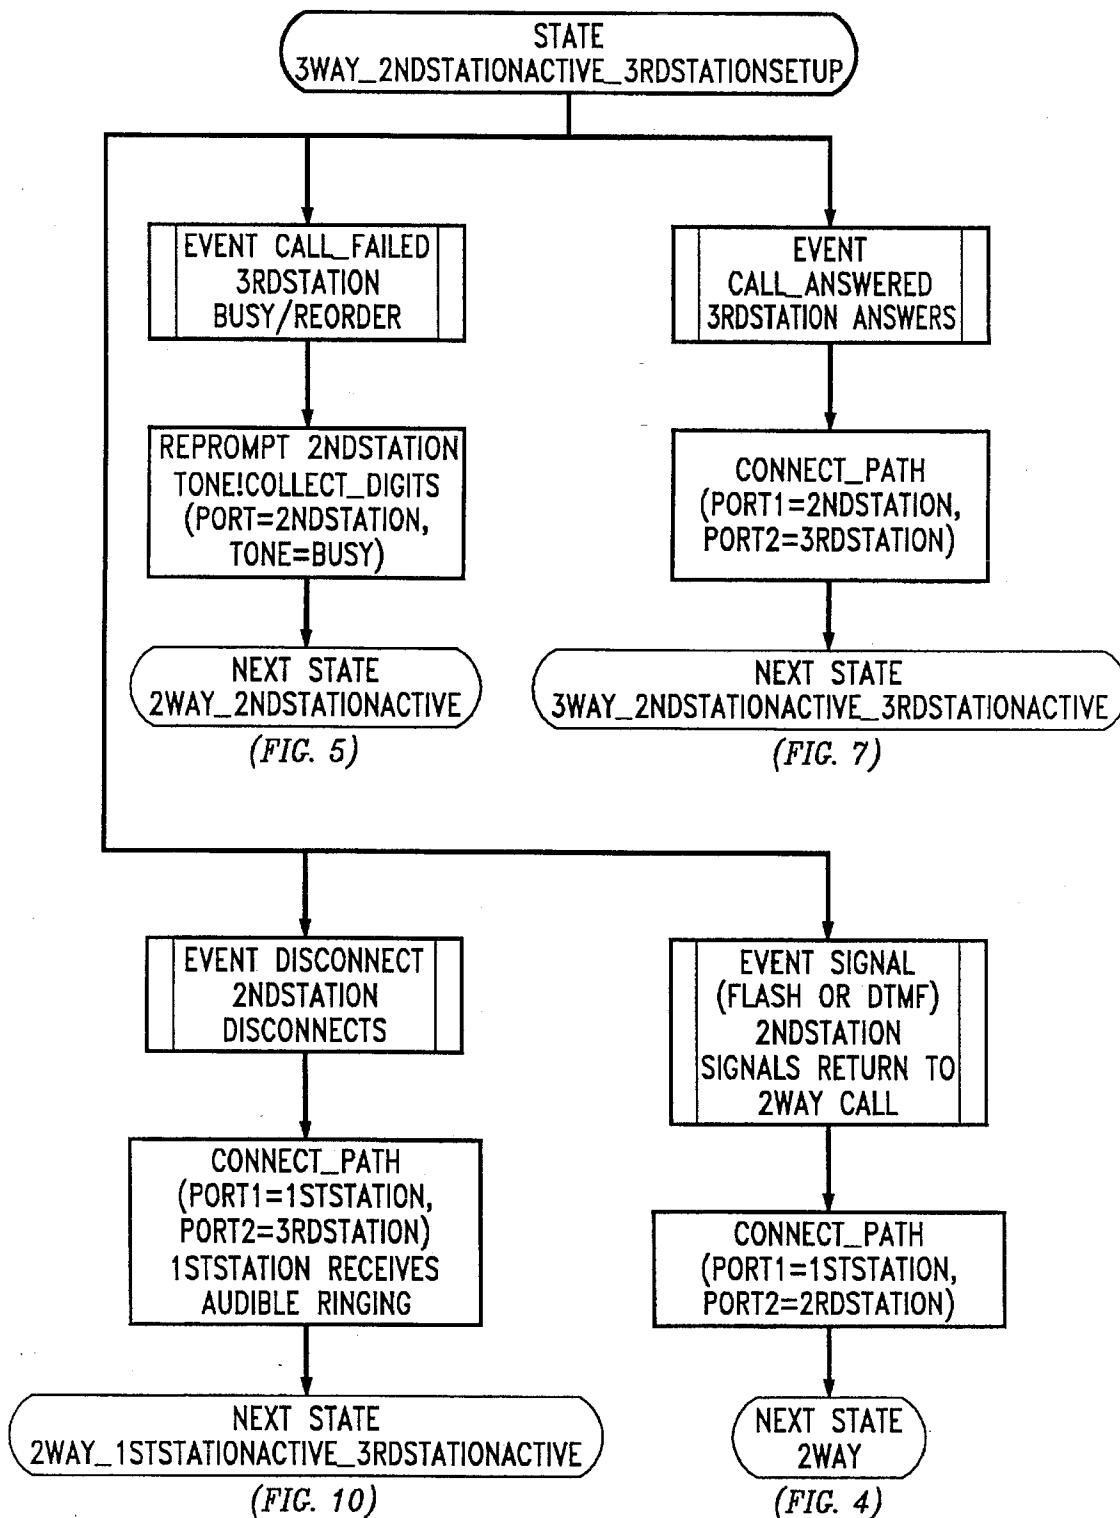 STATE
3WAY_2NDSTATIONACTIVE_3RDSTATIONSETUP
EVENT CALL_FAILED
3RDSTATION
BUSY/REORDER
EVENT
CALL_ANSWERED
3RDSTATION ANSWERS
REPROMPT 2NDSTATION
TONE!COLLECT_DIGITS
(PORT=2NDSTATION,
TONE=BUSY)
CONNECT_PATH
(PORT1=2NDSTATION,
PORT2=3RDSTATION)
NEXT STATE
2WAY_2NDSTATIONACTIVE
(FIG. 5)
NEXT STATE
3WAY_2NDSTATIONACTIVE_3RDSTATIONACTIVE
(FIG. 7)
EVENT DISCONNECT
2NDSTATION
DISCONNECTS
EVENT SIGNAL
(FLASH OR DTMF)
2NDSTATION
SIGNALS RETURN TO
2WAY CALL
CONNECT_PATH
(PORT1=1STSTATION,
PORT2=3RDSTATION)
1STSTATION RECEIVES
AUDIBLE RINGING
CONNECT_PATH
(PORT1=1STSTATION,
PORT2=2RDSTATION)
NEXT STATE
2WAY_1STSTATIONACTIVE_3RDSTATIONACTIVE
(FIG. 10)
NEXT STATE
2WAY
(FIG. 4)